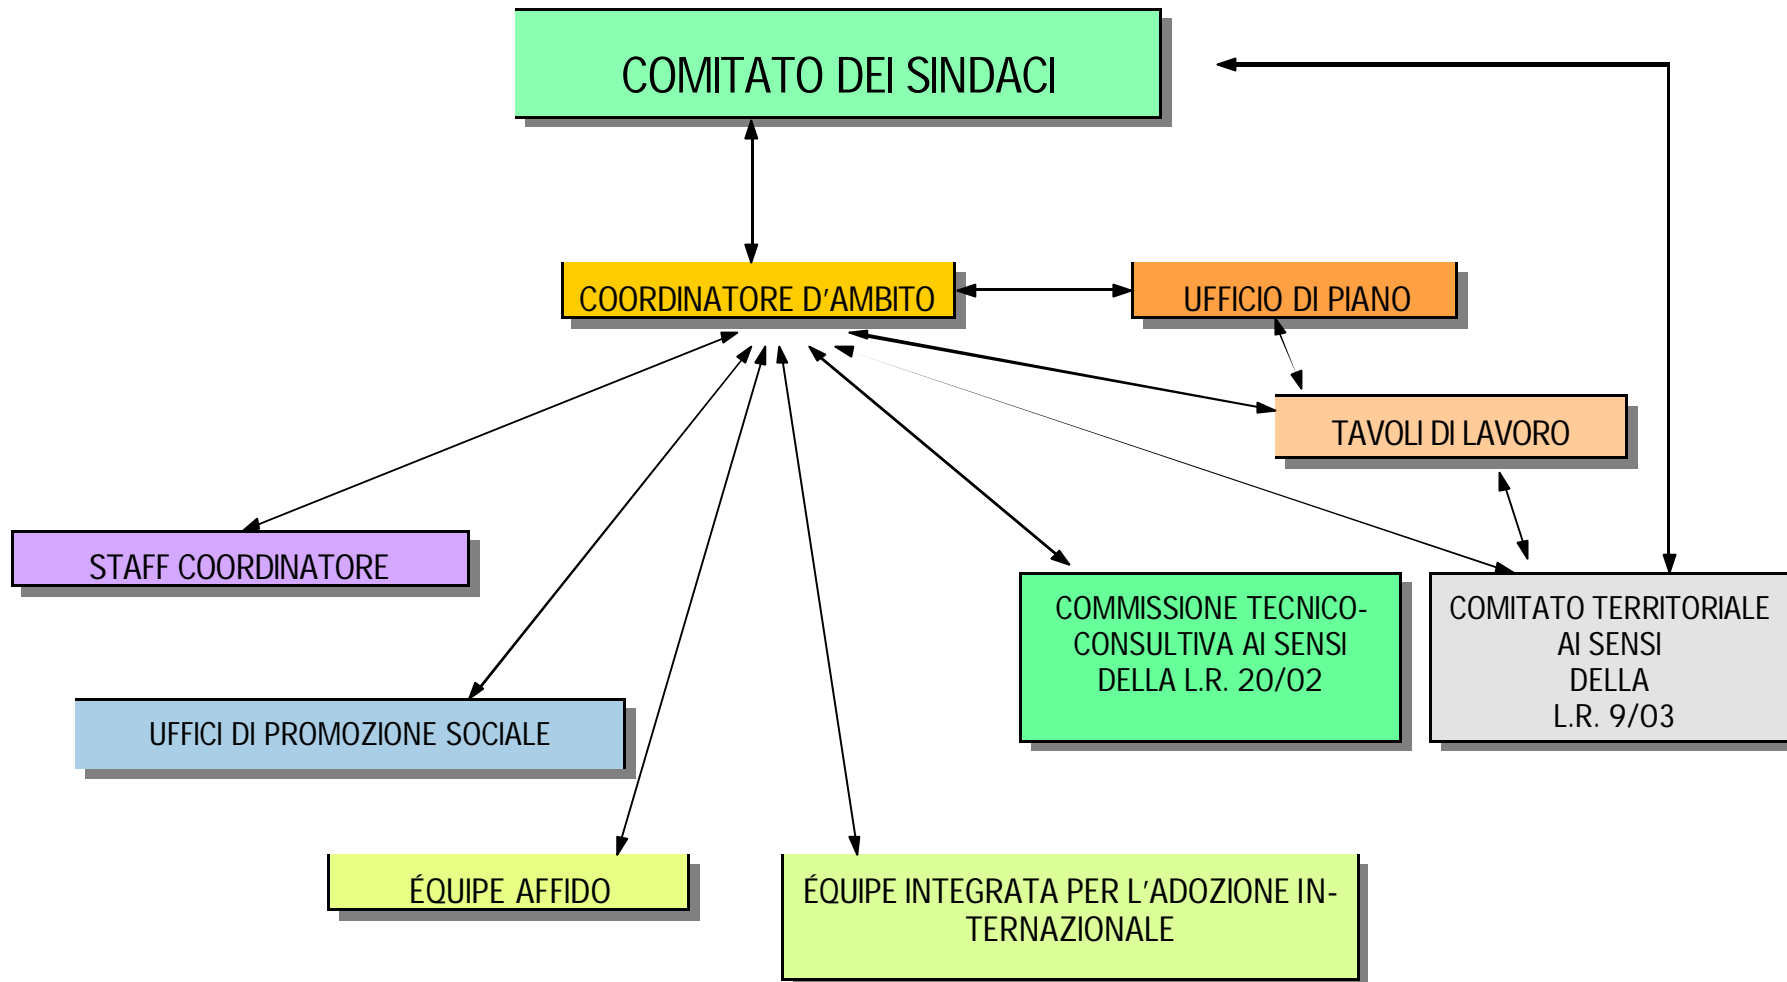 COMITATO DEI SINDACI
COORDINATORE D'AMBITO
UFFICIO DI PIANO
TAVOLI DI LAVORO
STAFF COORDINATORE
COMMISSIONE TECNICO-
CONSULTIVA AI SENSI
DELLA L.R. 20/02
COMITATO TERRITORIALE
AI SENSI
DELLA
L.R. 9/03
UFFICI DI PROMOZIONE SOCIALE
ÉQUIPE AFFIDO
ÉQUIPE INTEGRATA PER L'ADOZIONE IN-
TERNAZIONALE